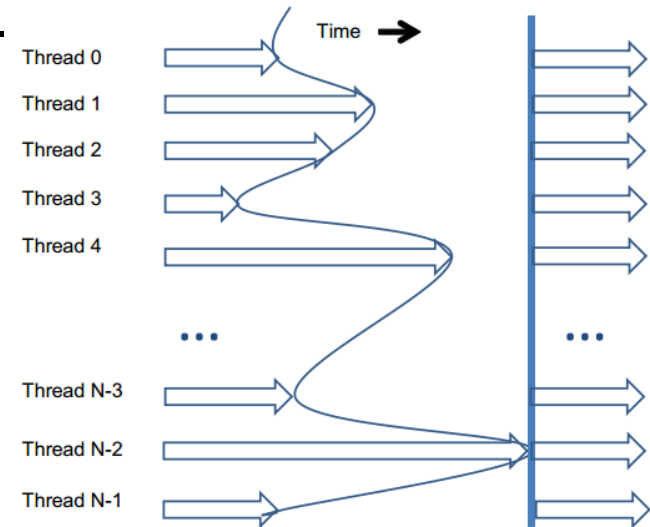 Time
Thread 0
Thread 1
Thread 2
Thread 3
Thread 4
... ...
Thread N-3
Thread N-2
Thread N-1